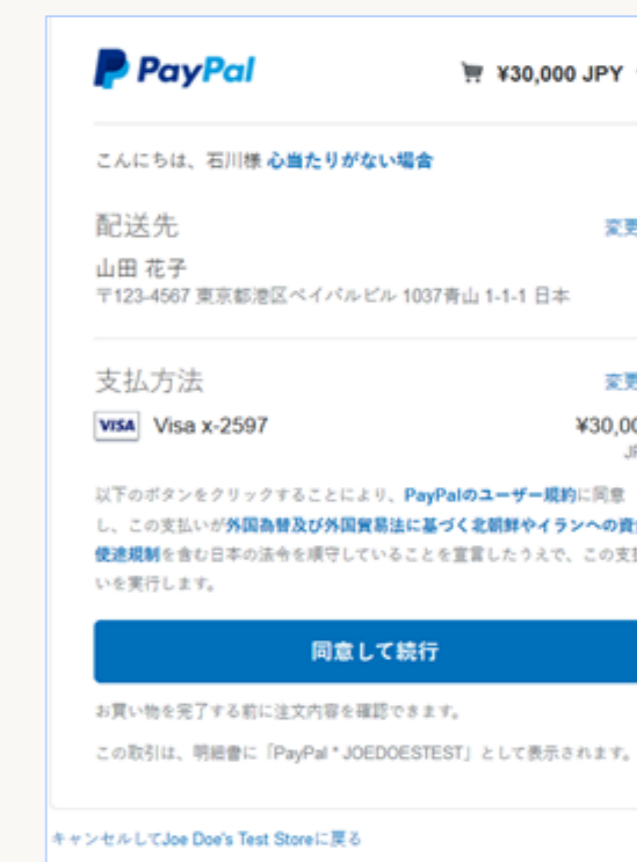 PayPal
¥30,000 JPY
こんにちは、石川様 心当たりがない場合
配送先
変更
山田 花子
〒123-4567 東京都港区ペイパルビル 1037青山 1-1-1 日本
支払方法
変更
VISA Visa x-2597
¥30,00
JP
以下のボタンをクリックすることにより、PayPalのユーザー規約に同意
し、この支払いが外国為替及び外国貿易法に基づく北朝鮮やイランへの資金
使途規制を含む日本の法令を順守していることを宣言したうえで、この支払
いを実行します。
同意して続行
お買い物を完了する前に注文内容を確認できます。
この取引は、明細書に「PayPal * JOEDOESTEST」として表示されます。
キャンセルしてJoe Doe's Test Storeに戻る